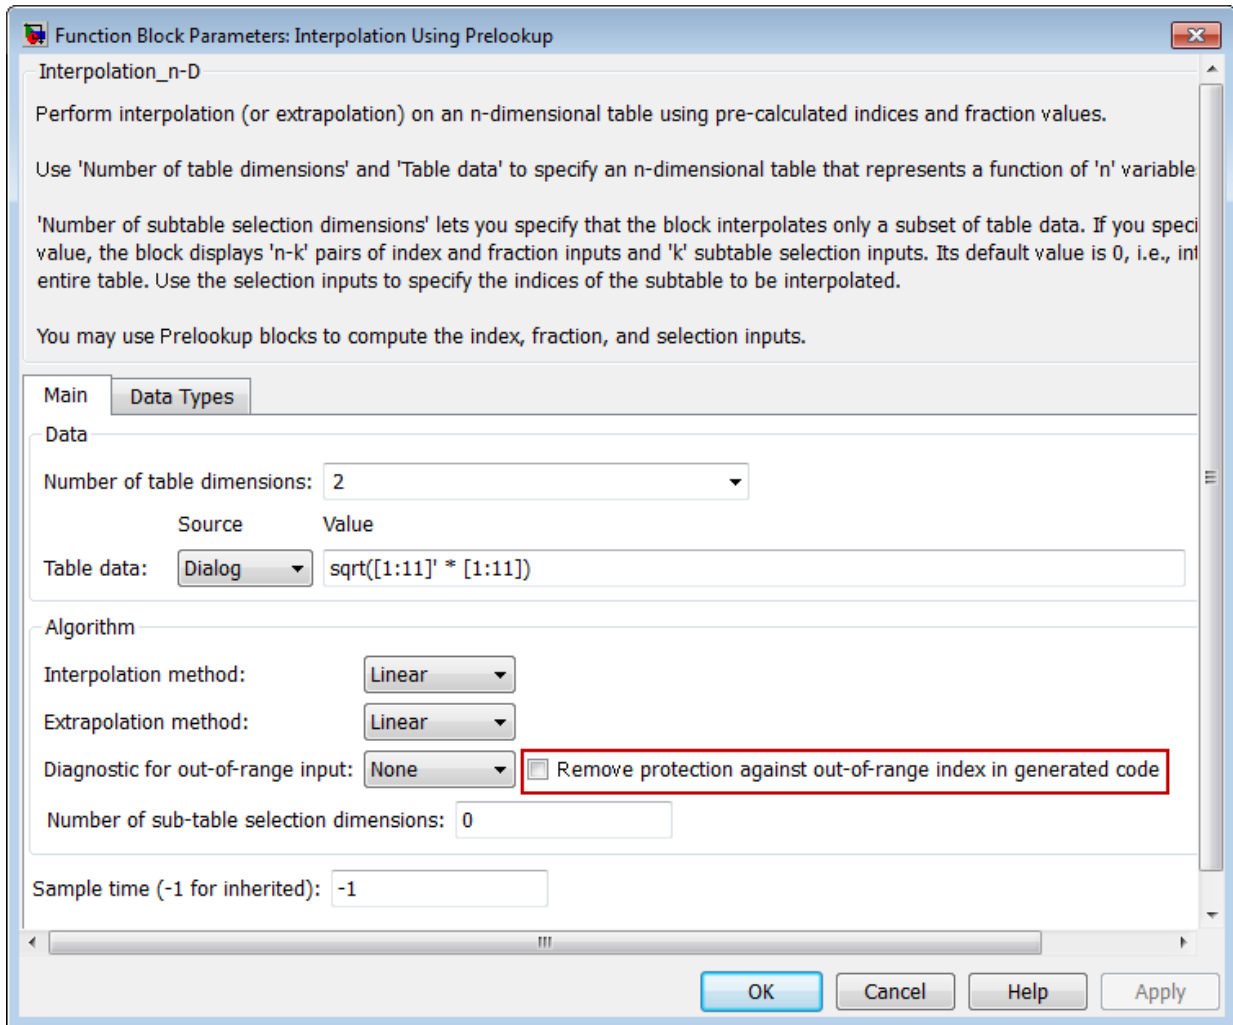 Function Block Parameters: Interpolation Using Prelookup
Interpolation_n-D
Perform interpolation (or extrapolation) on an n-dimensional table using pre-calculated indices and fraction values.
Use 'Number of table dimensions' and 'Table data' to specify an n-dimensional table that represents a function of 'n' variable
'Number of subtable selection dimensions' lets you specify that the block interpolates only a subset of table data. If you speci
value, the block displays 'n-k' pairs of index and fraction inputs and 'k' subtable selection inputs. Its default value is 0, i.e., int
entire table. Use the selection inputs to specify the indices of the subtable to be interpolated.
You may use Prelookup blocks to compute the index, fraction, and selection inputs.
Main Data Types
Data
Number of table dimensions: 2
Source Value
Table data: Dialog sqrt([1:11]' * [1:11])
Algorithm
Interpolation method: Linear
Extrapolation method: Linear
Diagnostic for out-of-range input: None Remove protection against out-of-range index in generated code
Number of sub-table selection dimensions: 0
Sample time (-1 for inherited): -1
OK Cancel Help Apply